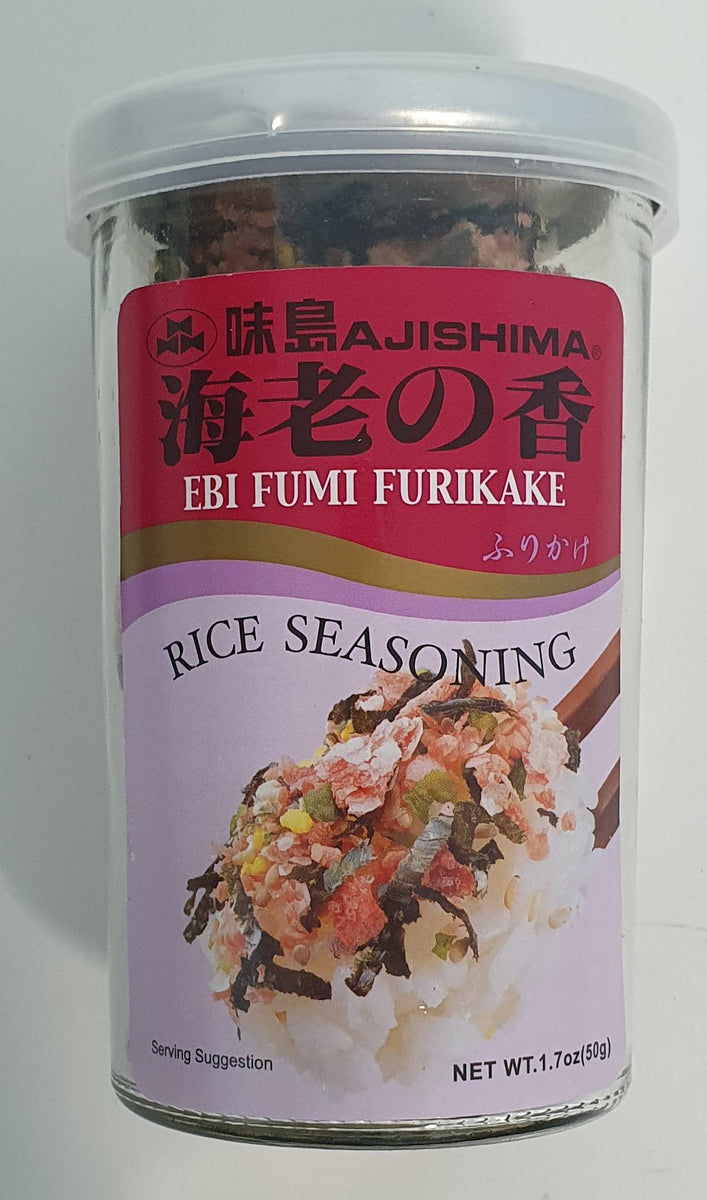 味島AJISHIMA®
海老の香
EBI FUMI FURIKAKE
ふりかけ
RICE SEASONING
Serving Suggestion
NET WT.1.7oz(50g)